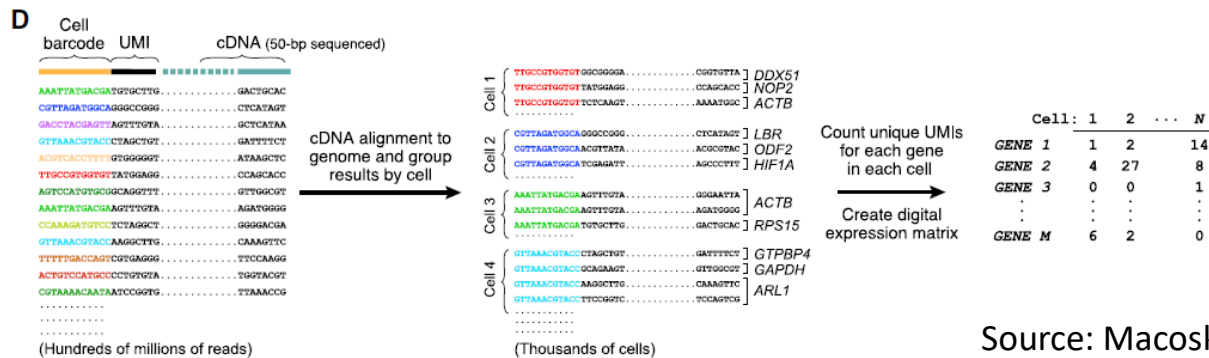 D
Cell barcode UMI cDNA (50-bp sequenced)
AAATTATGACGATGTGCTTG..............GACTGCAC
CGTTAGATGGCAGGGCCGGG..............CTCATAGT
GACCTACGAGTTAGTTTGTA..............GCTCATAA
GTTAAACGTACCCTAGCTGT..............GATTTTCT
ACGTCACTTTTGTGGGGGT..............ATAAGCTC
TTGCCGTGGTGTTATGGAGG..............CCAGCACC
AGTCCATGTGCGGCAGGTTT..............GTTGGCGT
AAATTATGACGAAGTTTGTA..............AGATGGGG
CCAAAGATGTCCTCTAGGCT..............GGGGACGA
GTTAAACGTACCAAGGCTTG..............CAAAGTTC
TTTTTGACCAGTCGTGAGGG..............TTCCAAGG
ACTGTCCATGCCCCTGTGTA..............TGGTACGT
CGTAAAACAATAATCCGGTG..............TTAAACCG
...........
...........
...........
(Hundreds of millions of reads)
cDNA alignment to
genome and group
results by cell
Cell 1
TTGCCGTGGTGTGGCGGGGA..............CGGTGTTA DDX51
TTGCCGTGGTGTTATGGAGG..............CCAGCACC NOP2
TTGCCGTGGTGTTCTCAAGT..............AAAATGGC ACTB
Cell 2
CGTTAGATGGCAGGGCCGGG..............CTCATAGT LBR
CGTTAGATGGCAACGTTATA..............ACGCGTAC ODF2
CGTTAGATGGCATCGAGATT..............AGCCCTTT HIF1A
Cell 3
AAATTATGACGAAGTTTGTA..............GGGAATTA
AAATTATGACGAAGTTTGTA..............AGATGGGG ACTB
AAATTATGACGATGTGCTTG..............GACTGCAC RPS15
Cell 4
GTTAAACGTACCCTAGCTGT..............GATTTTCT GTPBP4
GTTAAACGTACCGCAGAAGT..............GTTGGCGT GAPDH
GTTAAACGTACCAAGGCTTG..............CAAAGTTC
GTTAAACGTACCTTCCGGTC..............TCCAGTCG ARL1
...........
...........
(Thousands of cells)
Count unique UMIs
for each gene
in each cell
Create digital
expression matrix
Cell: 1 2 ... N
GENE 1 1 2 14
GENE 2 4 27 8
GENE 3 0 0 1
. . . .
. . . .
. . . .
GENE M 6 2 0
Source: